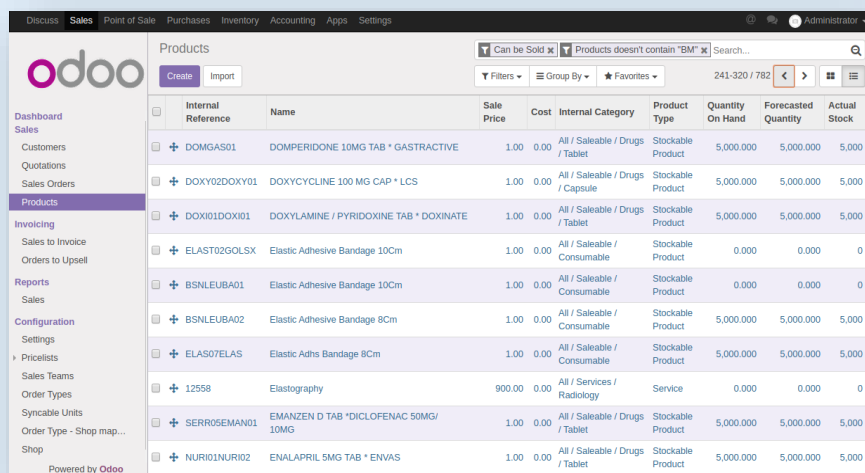 Discuss Sales Point of Sale Purchases Inventory Accounting Apps Settings @ Administrator
odoo
Products
Can be Sold × Products doesn't contain "BM" × Search...
Create Import
Filters Group By Favorites 241-320 / 782
Dashboard
Sales
Customers
Quotations
Sales Orders
Products
Invoicing
Sales to Invoice
Orders to Upsell
Reports
Sales
Configuration
Settings
Pricelists
Sales Teams
Order Types
Syncable Units
Order Type - Shop map...
Shop
Powered by Odoo
Internal Reference Name Sale Price Cost Internal Category Product Type Quantity On Hand Forecasted Quantity Actual Stock
DOMGAS01 DOMPERIDONE 10MG TAB * GASTRACTIVE 1.00 0.00 All / Saleable / Drugs / Tablet Stockable Product 5,000.000 5,000.000 5,000
DOXY02DOXY01 DOXYCYCLINE 100 MG CAP * LCS 1.00 0.00 All / Saleable / Drugs / Capsule Stockable Product 5,000.000 5,000.000 5,000
DOXI01DOXI01 DOXYLAMINE / PYRIDOXINE TAB * DOXINATE 1.00 0.00 All / Saleable / Drugs / Tablet Stockable Product 5,000.000 5,000.000 5,000
ELAST02GOLSX Elastic Adhesive Bandage 10Cm 1.00 0.00 All / Saleable / Consumable Stockable Product 0.000 0.000 0
BSNLEUBA01 Elastic Adhesive Bandage 10Cm 1.00 0.00 All / Saleable / Consumable Stockable Product 0.000 0.000 0
BSNLEUBA02 Elastic Adhesive Bandage 8Cm 1.00 0.00 All / Saleable / Consumable Stockable Product 5,000.000 5,000.000 5,000
ELAS07ELAS Elastic Adhs Bandage 8Cm 1.00 0.00 All / Saleable / Consumable Stockable Product 5,000.000 5,000.000 5,000
12558 Elastography 900.00 0.00 All / Services / Radiology Service 0.000 0.000 0
SERR05EMAN01 EMANZEN D TAB *DICLOFENAC 50MG/ 10MG 1.00 0.00 All / Saleable / Drugs / Tablet Stockable Product 5,000.000 5,000.000 5,000
NURI01NURI02 ENALAPRIL 5MG TAB * ENVAS 1.00 0.00 All / Saleable / Drugs / Tablet Stockable Product 5,000.000 5,000.000 5,000